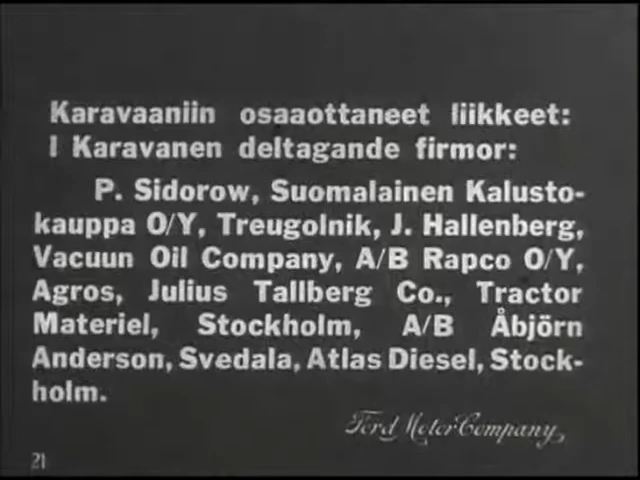 Karavaaniin osaaottaneet liikkeet:
I Karavanen deltagande firmor:
P. Sidorow, Suomalainen Kalusto-
kauppa O/Y, Treugolnik, J. Hallenberg,
Vacuun Oil Company, A/B Rapco O/Y,
Agros, Julius Tallberg Co., Tractor
Materiel, Stockholm, A/B Åbjörn
Anderson, Svedala, Atlas Diesel, Stock-
holm.
Ford Motor Company,
21